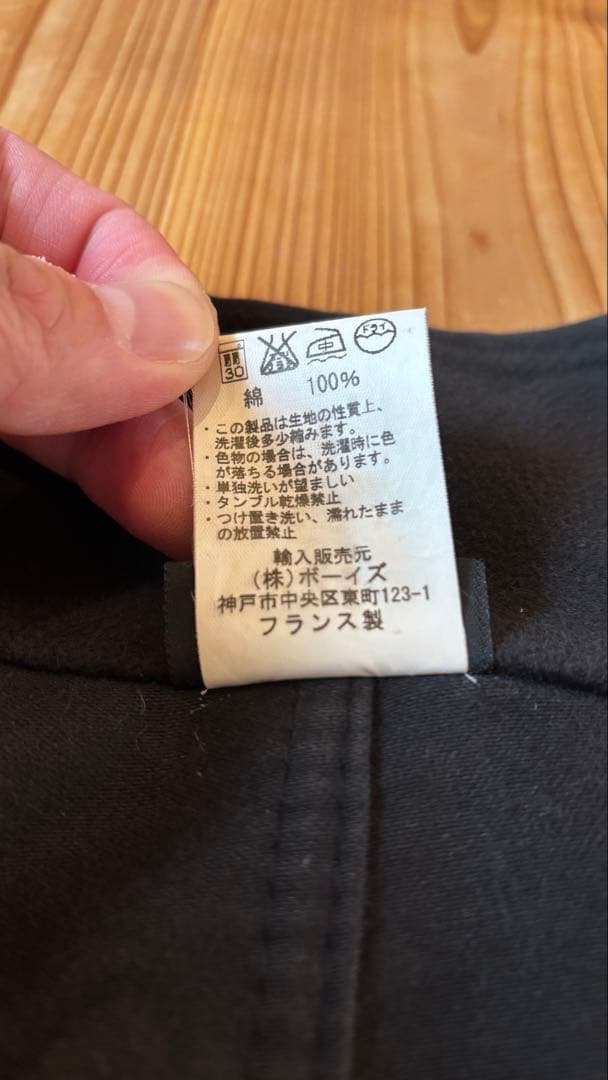 30 中 ドライ
綿 100%
・この製品は生地の性質上、
洗濯後多少縮みます。
・色物の場合は、洗濯時に色
が落ちる場合があります。
・単独洗いが望ましい
・タンブル乾燥禁止
・つけ置き洗い、濡れたまま
の放置禁止
輸入販売元
(株)ボーイズ
神戸市中央区東町123-1
フランス製